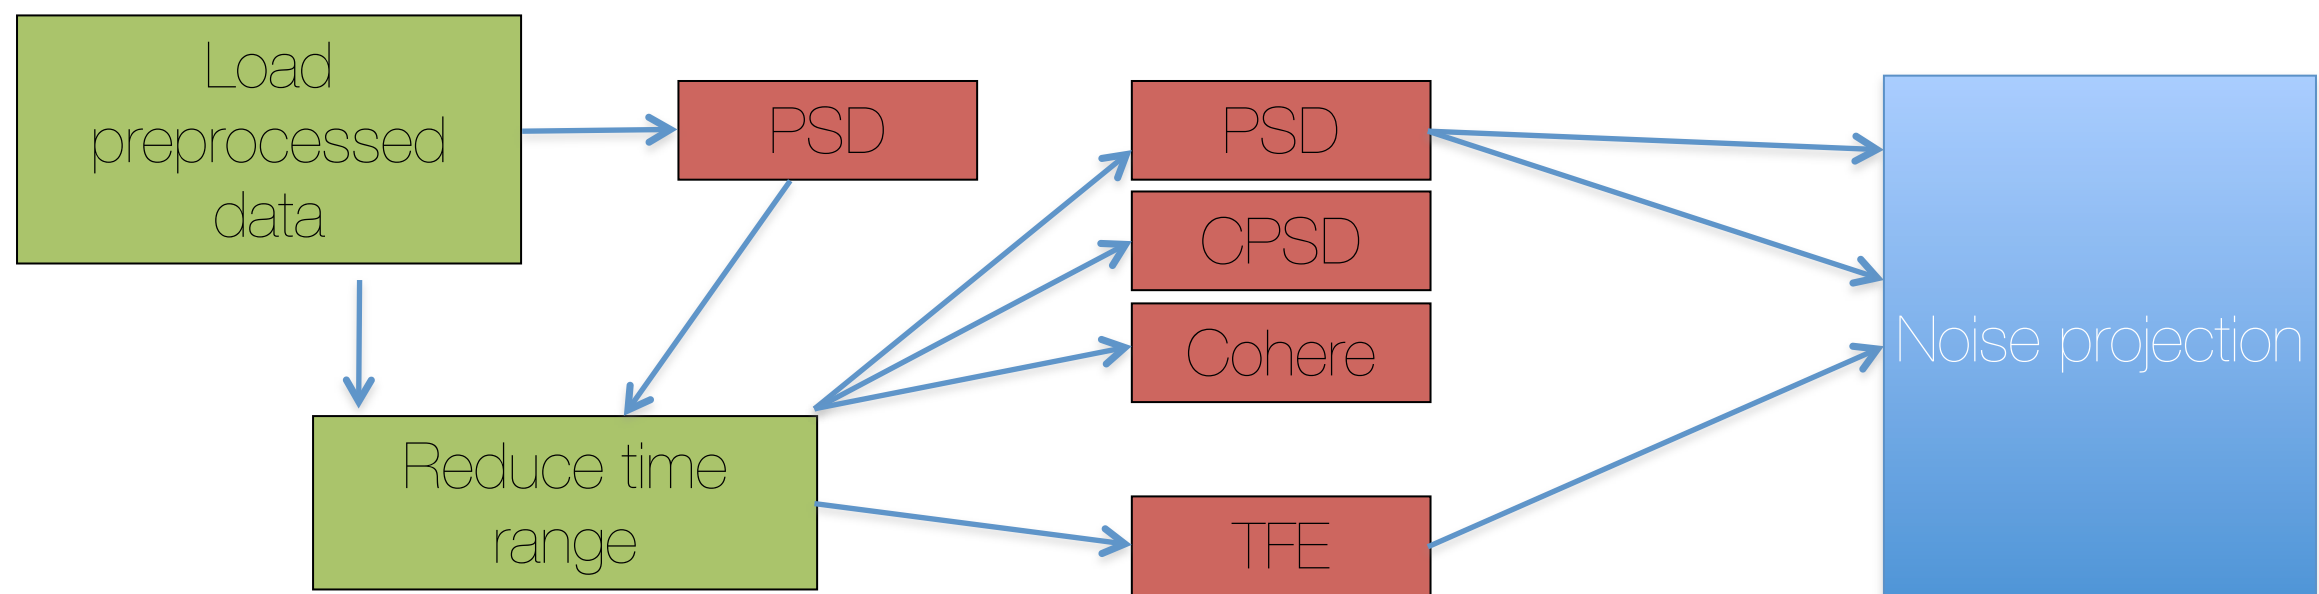 Load
preprocessed
data
PSD
PSD
CPSD
Cohere
Noise projection
Reduce time
range
TFE